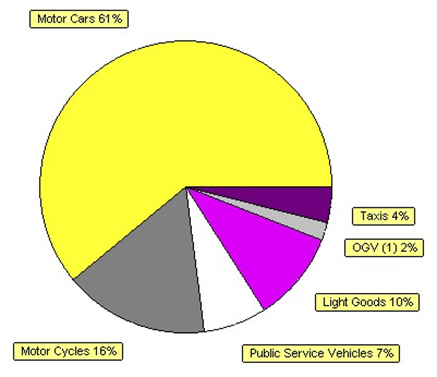 Motor Cars 61%
Taxis 4%
OGV (1) 2%
Light Goods 10%
Public Service Vehicles 7%
Motor Cycles 16%